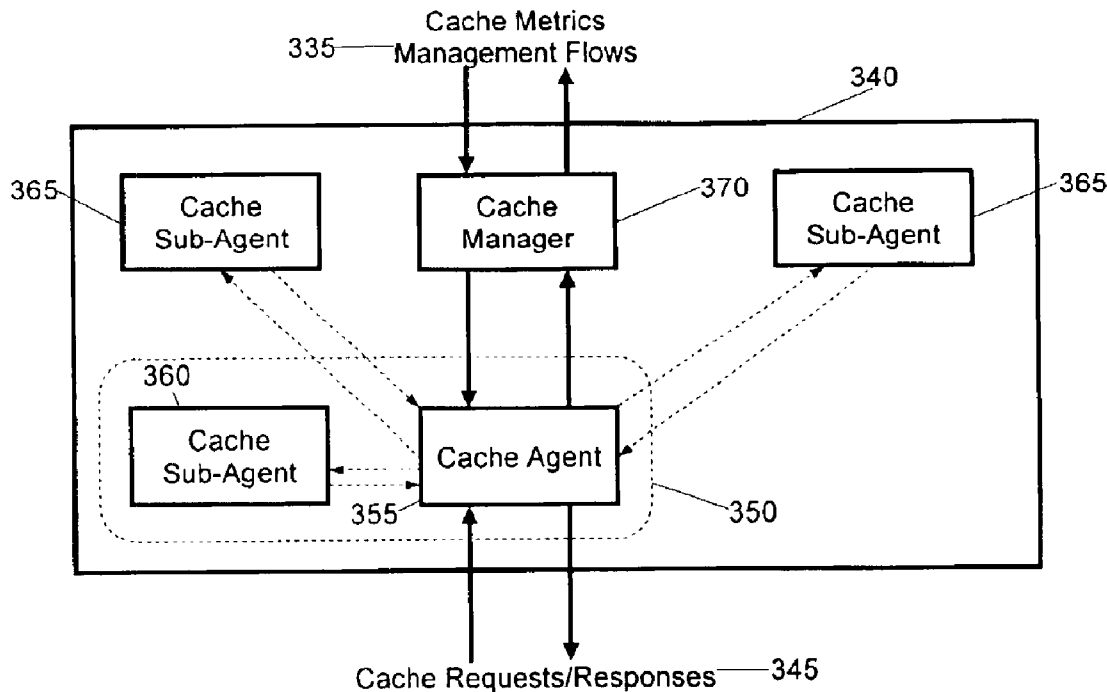 Cache Metrics
335 Management Flows
340
365
Cache
Sub-Agent
Cache
Manager
370
Cache
Sub-Agent
365
360
Cache
Sub-Agent
Cache Agent
355
350
Cache Requests/Responses 345